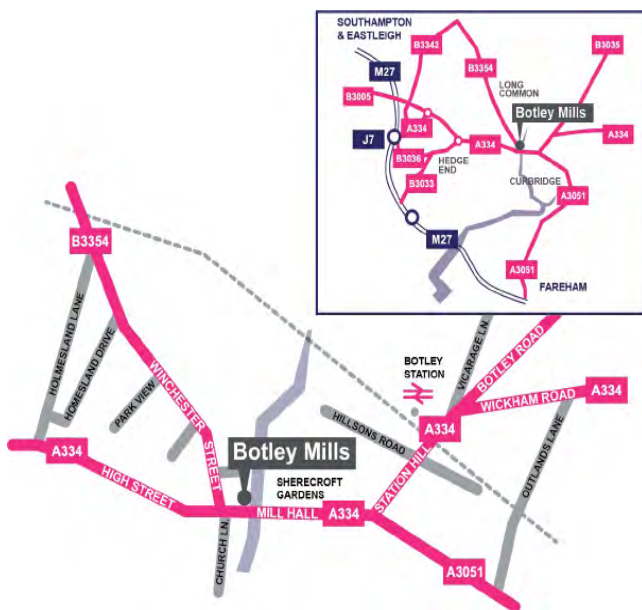 SOUTHAMPTON
& EASTLEIGH
B3342
B3035
M27
B3354
LONG
COMMON
B3005
Botley Mills
A334
A334
A334
J7
B3036
HEDGE
END
B3033
CURBRIDGE
A3051
M27
A3051
FAREHAM
B3354
HOLMESLAND LANE
HOMESLAND DRIVE
PARK VIEW
WINCHESTER
STREET
BOTLEY
STATION
VICARAGE LN.
BOTLEY ROAD
WICKHAM ROAD
A334
A334
HILLSONS ROAD
STATION HILL
OUTLANDS LANE
A334
HIGH STREET
Botley Mills
SHERECROFT
GARDENS
MILL HALL
A334
CHURCH LN.
A3051